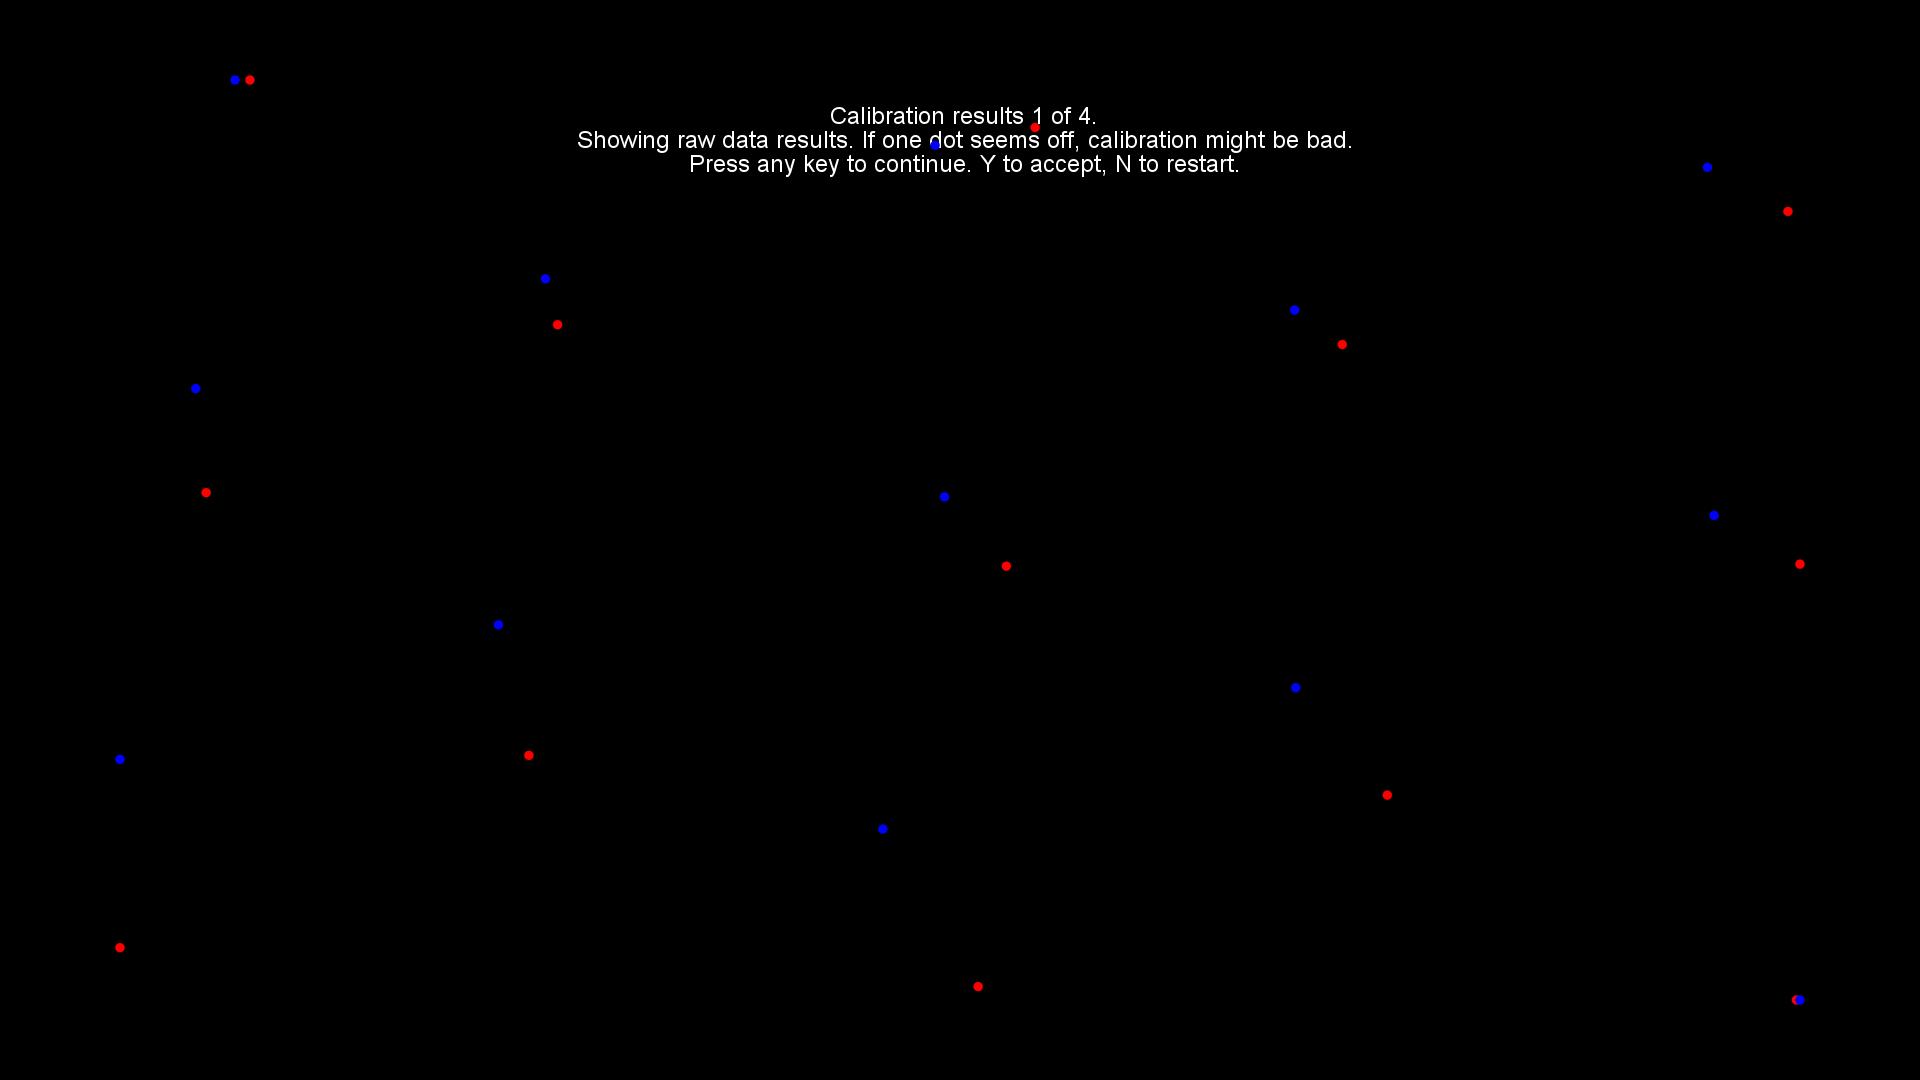 Calibration results 1 of 4.
Showing raw data results. If one dot seems off, calibration might be bad.
Press any key to continue. Y to accept, N to restart.